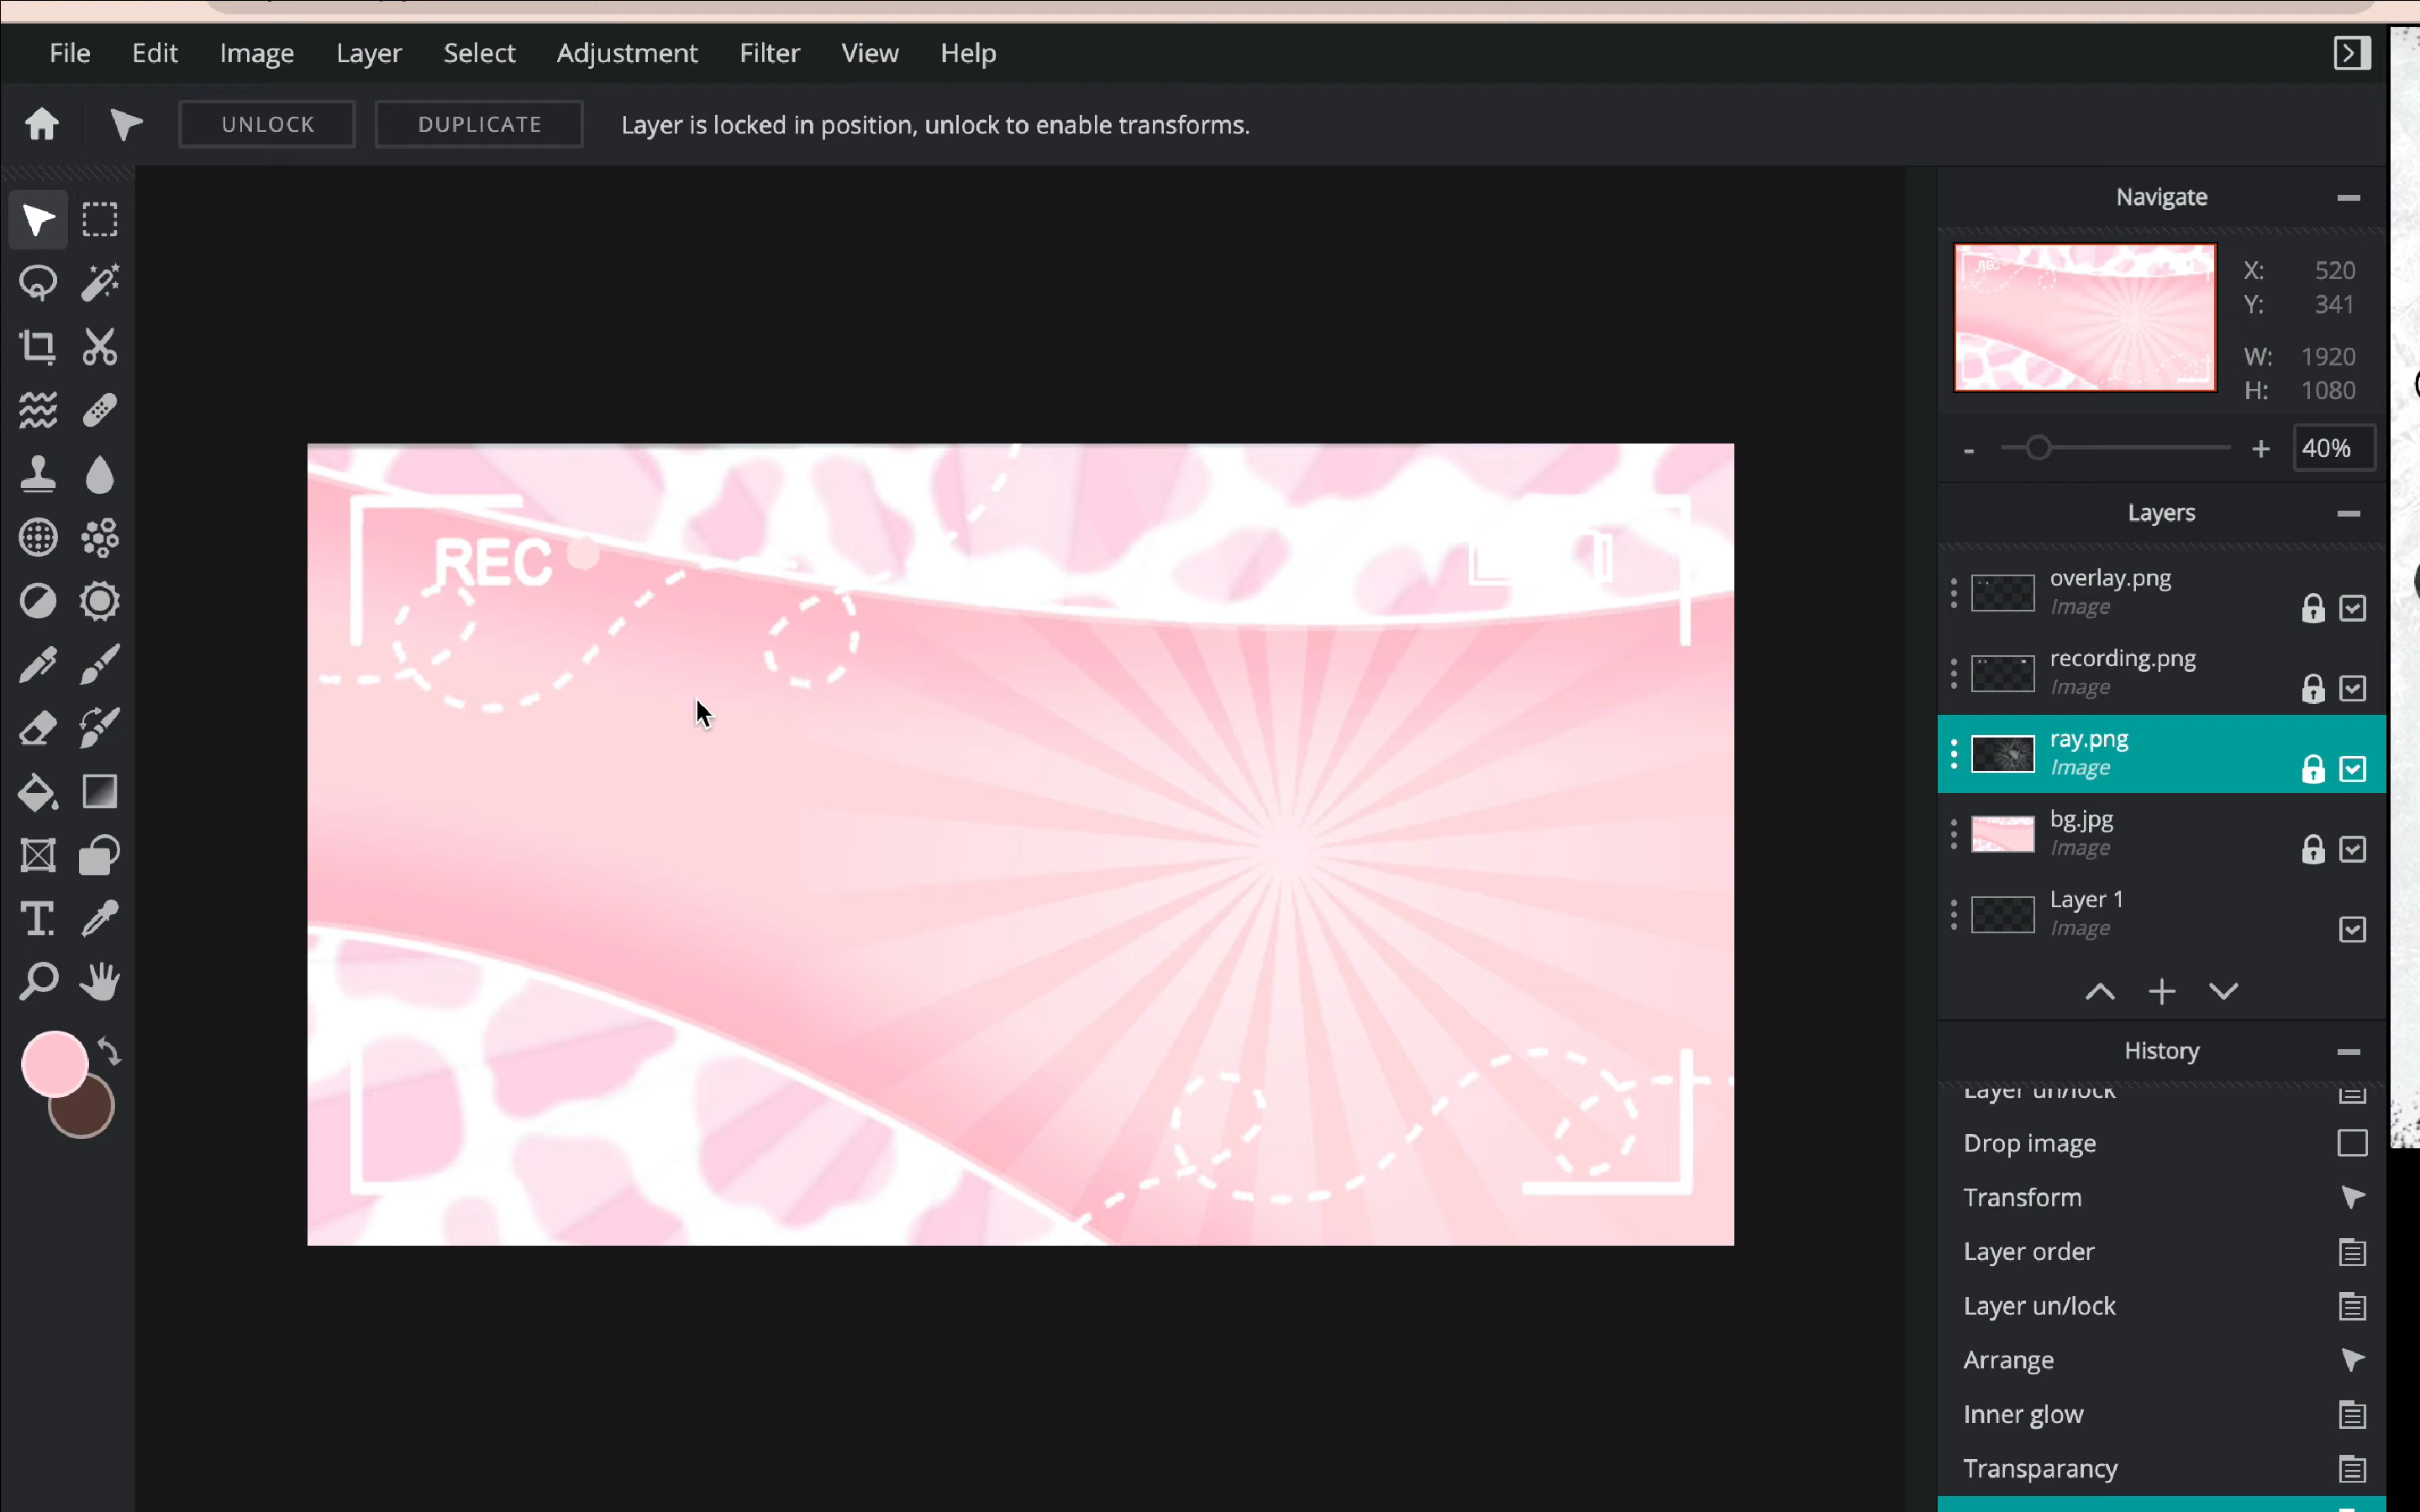 File Edit Image Layer Select Adjustment Filter View Help
UNLOCK DUPLICATE Layer is locked in position, unlock to enable transforms.
Navigate
X: 520
Y: 341
W: 1920
H: 1080
- + 40%
Layers
overlay.png
Image
recording.png
Image
ray.png
Image
bg.jpg
Image
Layer 1
Image
REC
REC
T.
History
Layer un/lock
Drop image
Transform
Layer order
Layer un/lock
Arrange
Inner glow
Transparancy